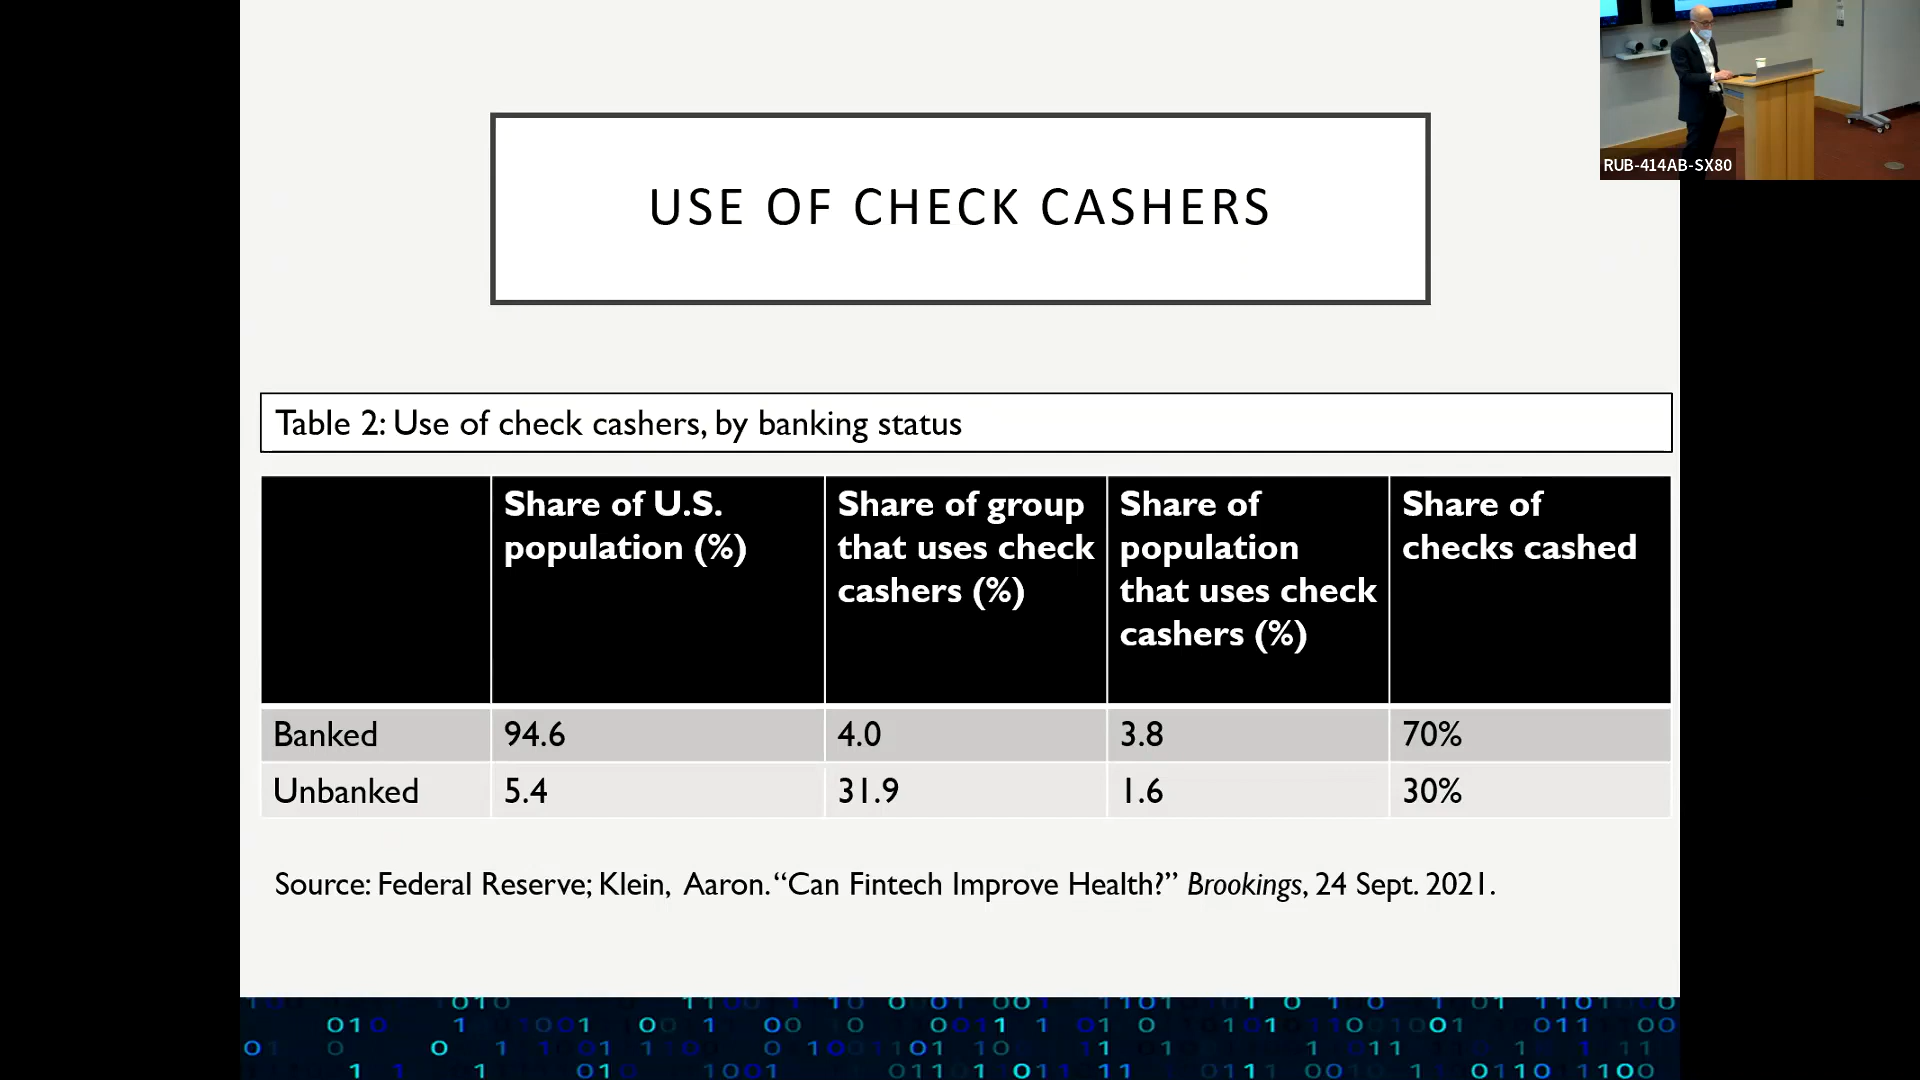 USE OF CHECK CASHERS
RUB-414AB-SX80
Table 2: Use of check cashers, by banking status
Share of U.S.
population (%)
Share of group
that uses check
cashers (%)
Share of
population
that uses check
cashers (%)
Share of
checks cashed
Banked 94.6 4.0 3.8 70%
Unbanked 5.4 31.9 1.6 30%
Source: Federal Reserve; Klein, Aaron. “Can Fintech Improve Health?” Brookings, 24 Sept. 2021.